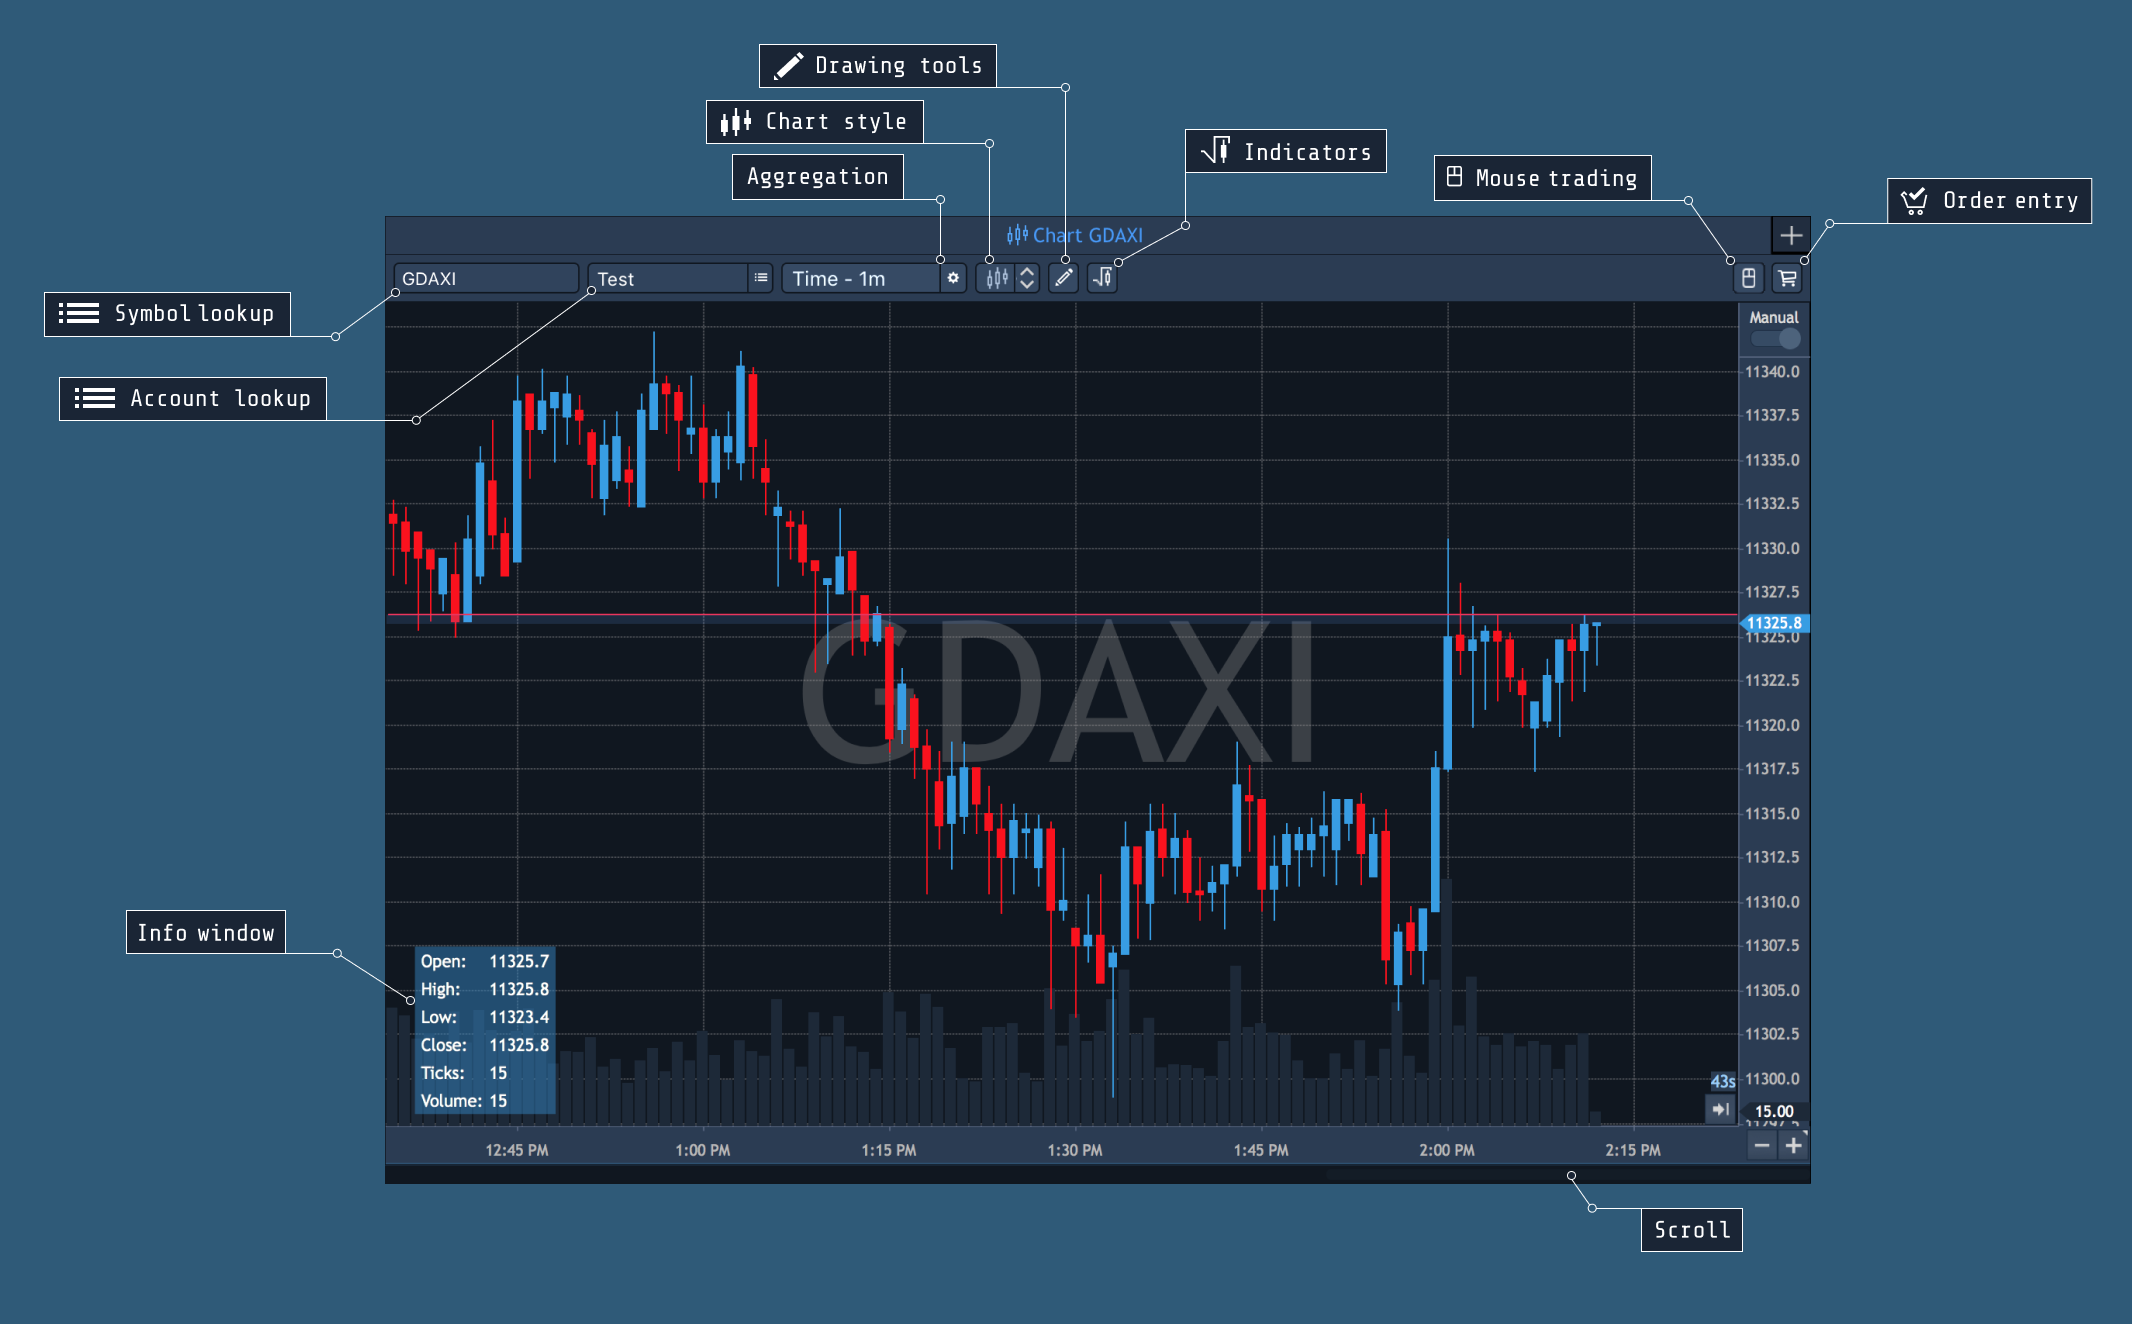 Drawing tools
Chart style
Indicators
Aggregation
Mouse trading
Order entry
Chart GDAXI
GDAXI
Test
Time - 1m
Symbol lookup
Account lookup
Manual
11340.0
11337.5
11335.0
11332.5
11330.0
11327.5
11325.8
11325.0
11322.5
11320.0
11317.5
11315.0
11312.5
11310.0
11307.5
11305.0
11302.5
11300.0
GDAXI
Info window
Open: 11325.7
High: 11325.8
Low: 11323.4
Close: 11325.8
Ticks: 15
Volume: 15
43s
15.00
12:45 PM
1:00 PM
1:15 PM
1:30 PM
1:45 PM
2:00 PM
2:15 PM
Scroll